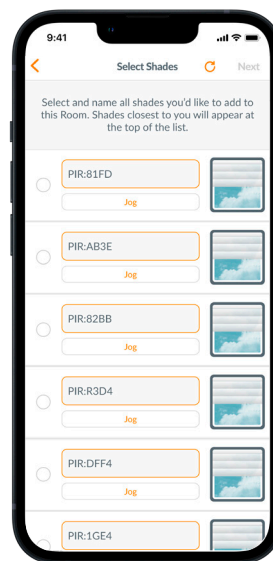 9:41
Select Shades
Next
Select and name all shades you'd like to add to
this Room. Shades closest to you will appear at
the top of the list.
PIR:81FD
Jog
PIR:AB3E
Jog
PIR:82BB
Jog
PIR:R3D4
Jog
PIR:DFF4
Jog
PIR:1GE4